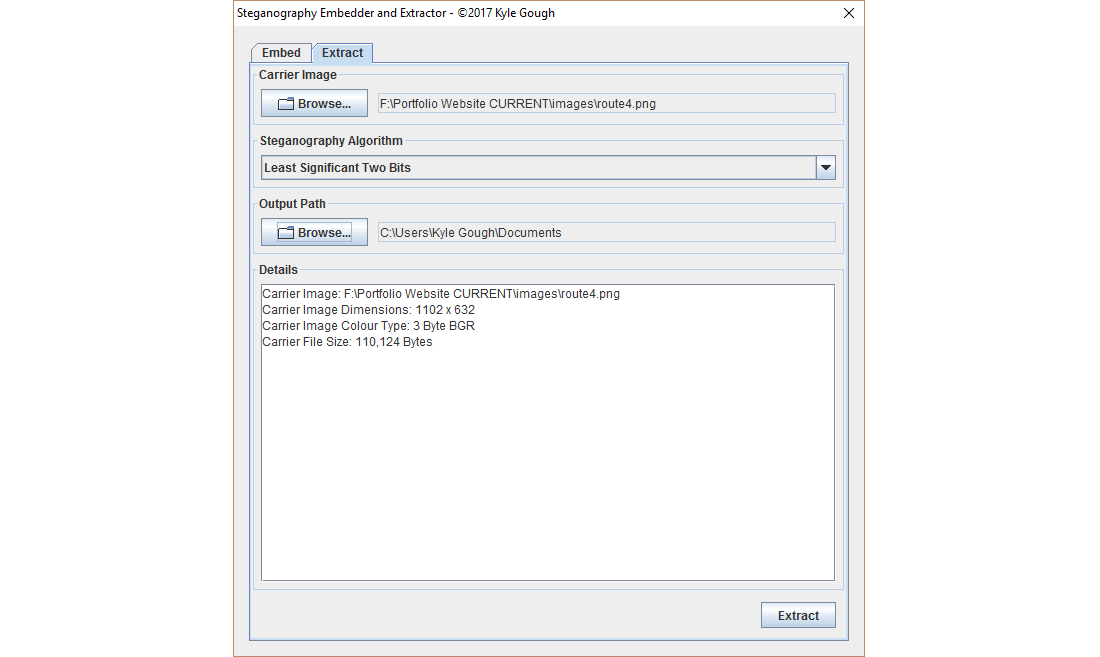 Steganography Embedder and Extractor - ©2017 Kyle Gough
Embed Extract
Carrier Image
Browse... F:\Portfolio Website CURRENT\images\route4.png
Steganography Algorithm
Least Significant Two Bits
Output Path
Browse... C:\Users\Kyle Gough\Documents
Details
Carrier Image: F:\Portfolio Website CURRENT\images\route4.png
Carrier Image Dimensions: 1102 x 632
Carrier Image Colour Type: 3 Byte BGR
Carrier File Size: 110,124 Bytes
Extract